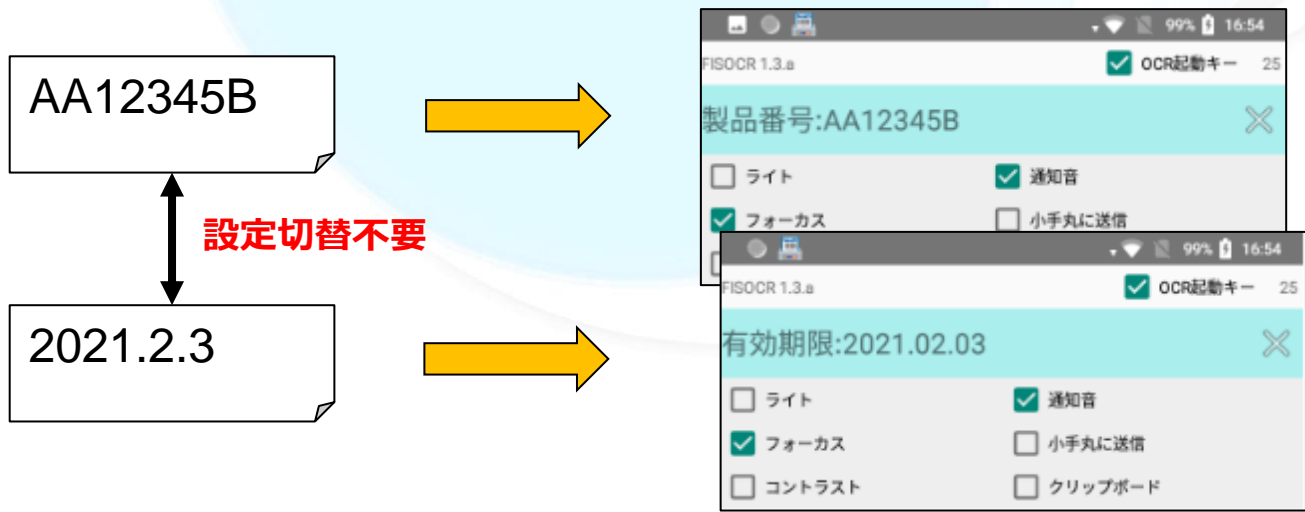 AA12345B
設定切替不要
2021.2.3
99% 16:54
FISOCR 1.3.a
OCR起動キー 25
製品番号:AA12345B
ライト
通知音
フォーカス
小手丸に送信
99% 16:54
FISOCR 1.3.a
OCR起動キー 25
有効期限:2021.02.03
ライト
通知音
フォーカス
小手丸に送信
コントラスト
クリップボード